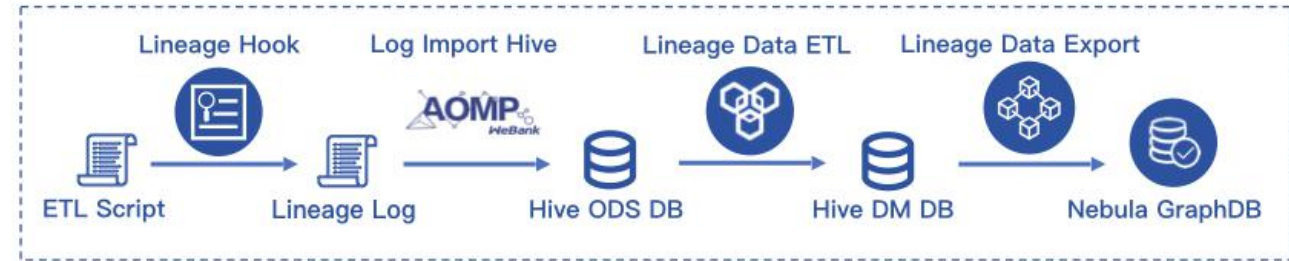 Lineage Hook
Log Import Hive
Lineage Data ETL
Lineage Data Export
AOMP
WeBank
ETL Script
Lineage Log
Hive ODS DB
Hive DM DB
Nebula GraphDB